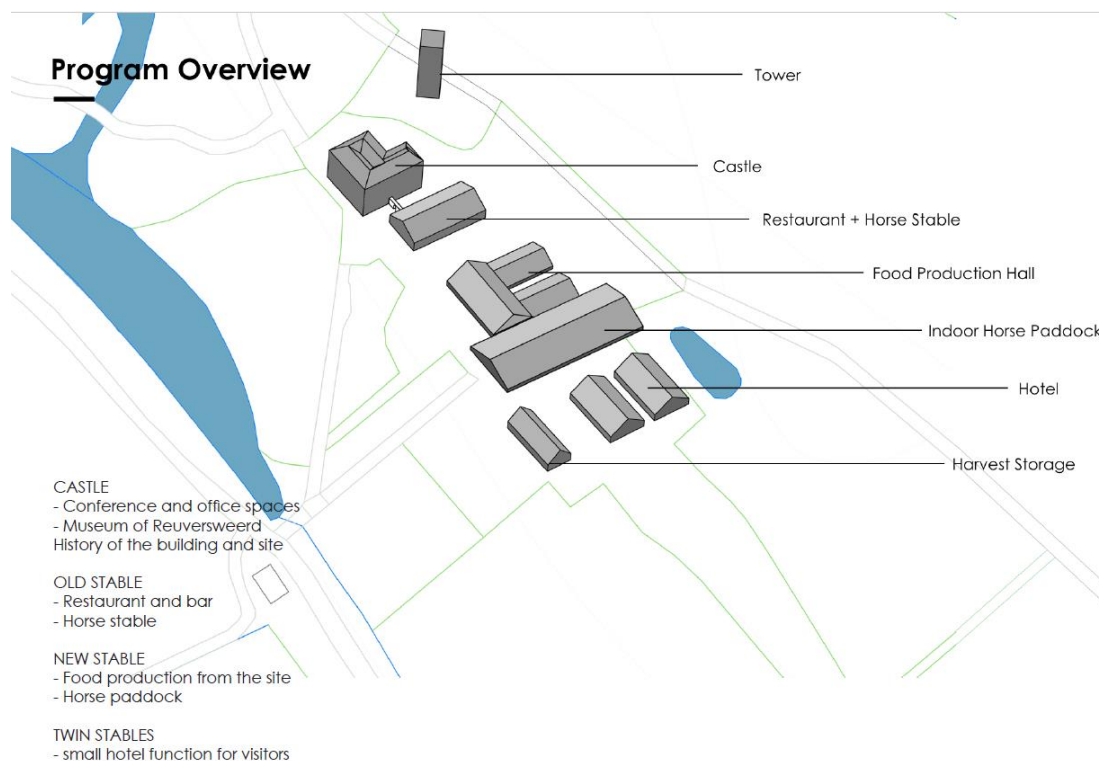 Program Overview
Tower
Castle
Restaurant + Horse Stable
Food Production Hall
Indoor Horse Paddock
Hotel
Harvest Storage
CASTLE
- Conference and office spaces
- Museum of Reuversweerd
History of the building and site
OLD STABLE
- Restaurant and bar
- Horse stable
NEW STABLE
- Food production from the site
- Horse paddock
TWIN STABLES
- small hotel function for visitors